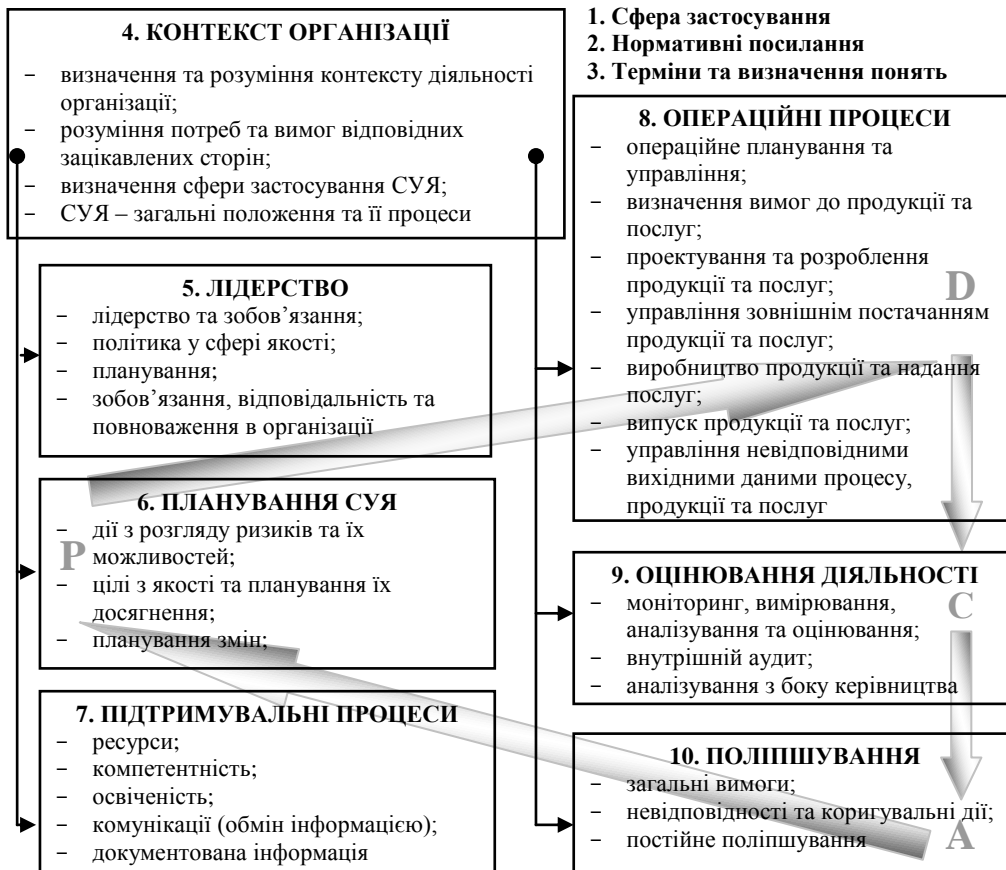 4. КОНТЕКСТ ОРГАНІЗАЦІЇ
– визначення та розуміння контексту діяльності
організації;
– розуміння потреб та вимог відповідних
зацікавлених сторін;
– визначення сфери застосування СУЯ;
– СУЯ – загальні положення та її процеси
5. ЛІДЕРСТВО
– лідерство та зобов’язання;
– політика у сфері якості;
– планування;
– зобов’язання, відповідальність та
повноваження в організації
6. ПЛАНУВАННЯ СУЯ
– дії з розгляду ризиків та їх
можливостей;
– цілі з якості та планування їх
досягнення;
– планування змін;
P
7. ПІДТРИМУВАЛЬНІ ПРОЦЕСИ
– ресурси;
– компетентність;
– освіченість;
– комунікації (обмін інформацією);
– документована інформація
1. Сфера застосування
2. Нормативні посилання
3. Терміни та визначення понять
8. ОПЕРАЦІЙНІ ПРОЦЕСИ
– операційне планування та
управління;
– визначення вимог до продукції та
послуг;
– проектування та розроблення
продукції та послуг;
– управління зовнішнім постачанням
продукції та послуг;
– виробництво продукції та надання
послуг;
– випуск продукції та послуг;
– управління невідповідними
вихідними даними процесу,
продукції та послуг
D
9. ОЦІНЮВАННЯ ДІЯЛЬНОСТІ
– моніторинг, вимірювання,
аналізування та оцінювання;
– внутрішній аудит;
– аналізування з боку керівництва
C
10. ПОЛІПШУВАННЯ
– загальні вимоги;
– невідповідності та коригувальні дії;
– постійне поліпшування
A